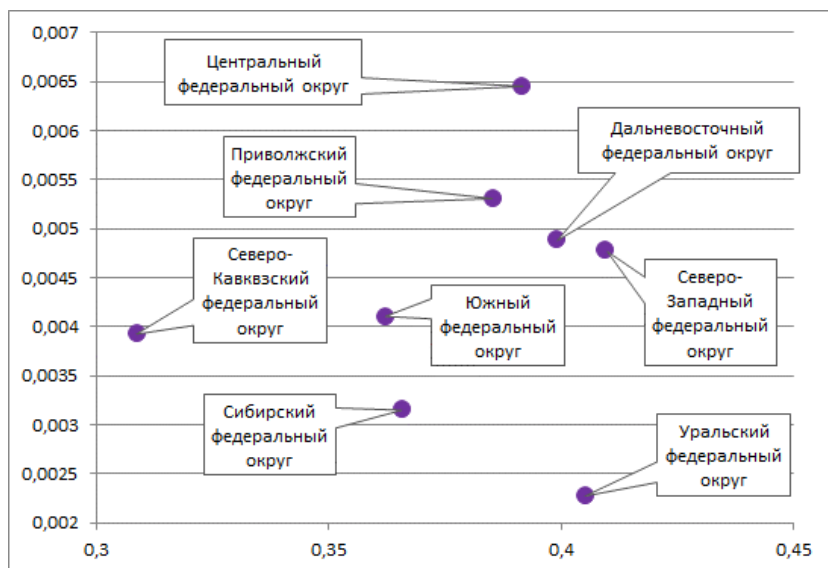 0,007
0,0065
0,006
0,0055
0,005
0,0045
0,004
0,0035
0,003
0,0025
0,002
Центральный
федеральный округ
Дальневосточный
федеральный округ
Приволжский
федеральный
округ
Северо-
Кавквзский
федеральный
округ
Южный
федеральный
округ
Северо-
Западный
федеральный
округ
Сибирский
федеральный
округ
Уральский
федеральный
округ
0,3
0,35
0,4
0,45